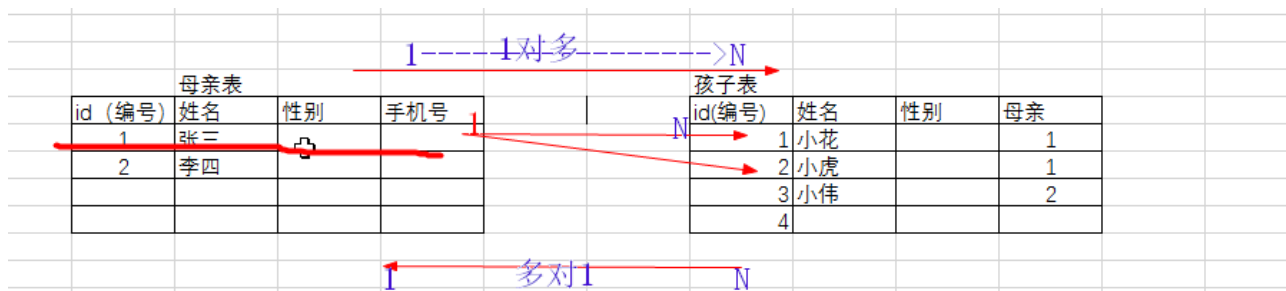 1-----1对多-------->N
母亲表 孩子表
id（编号) 姓名 性别 手机号 id(编号) 姓名 性别 母亲
1 张三 1 N 1 小花 1
2 李四 2 小虎 1
3 小伟 2
4
1 多对1 N